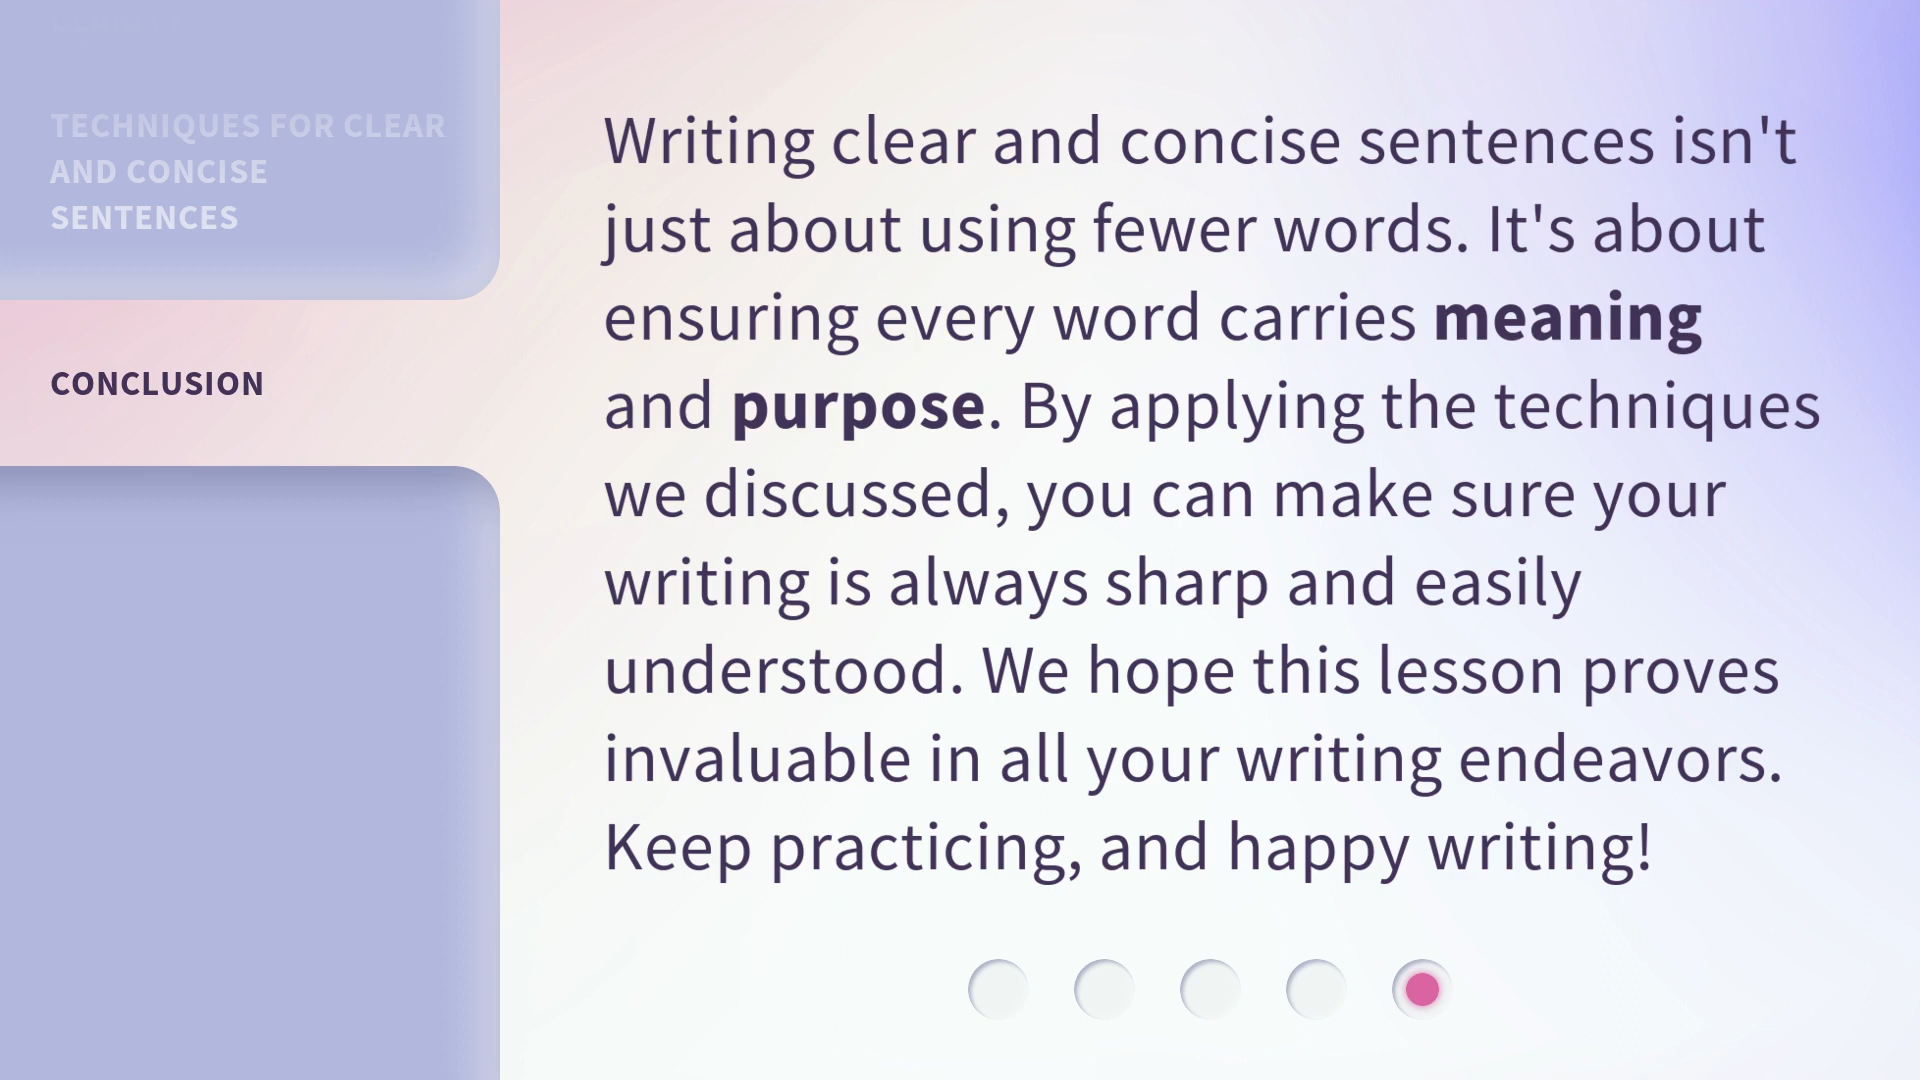 TECHNIQUES FOR CLEAR
AND CONCISE
SENTENCES
CONCLUSION
Writing clear and concise sentences isn't
just about using fewer words. It's about
ensuring every word carries meaning
and purpose. By applying the techniques
we discussed, you can make sure your
writing is always sharp and easily
understood. We hope this lesson proves
invaluable in all your writing endeavors.
Keep practicing, and happy writing!